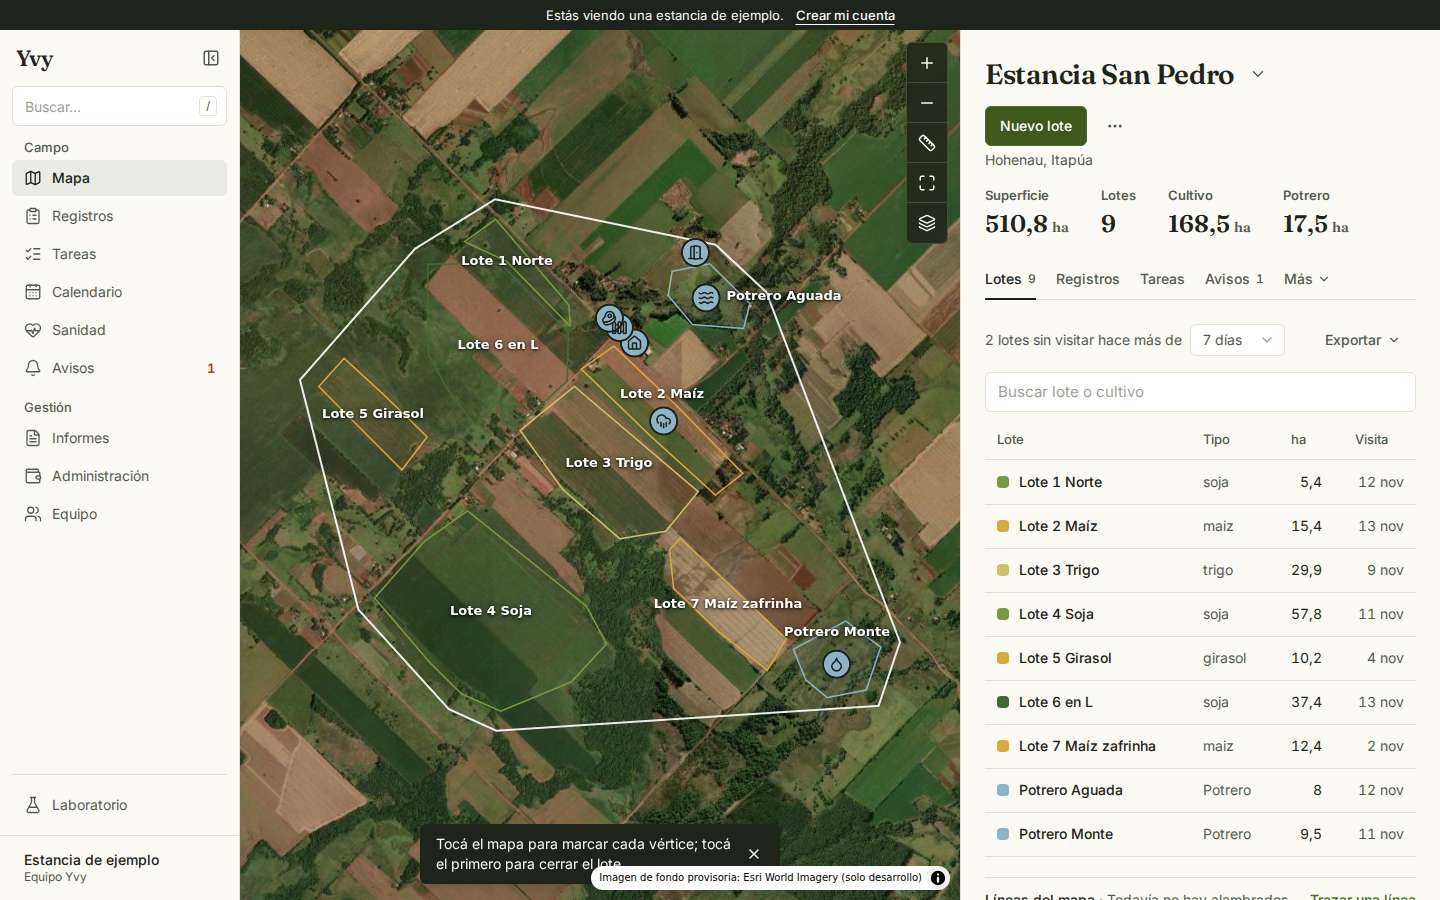 Estás viendo una estancia de ejemplo. Crear mi cuenta
Yvy
Buscar... /
Campo
Mapa
Registros
Tareas
Calendario
Sanidad
Avisos 1
Gestión
Informes
Administración
Equipo
Laboratorio
Estancia de ejemplo
Equipo Yvy
Lote 1 Norte
Potrero Aguada
Lote 6 en L
Lote 2 Maíz
Lote 5 Girasol
Lote 3 Trigo
Lote 7 Maíz zafrinha
Lote 4 Soja
Potrero Monte
Tocá el mapa para marcar cada vértice; tocá
el primero para cerrar el lote
Imagen de fondo provisoria: Esri World Imagery (solo desarrollo)
Estancia San Pedro
Nuevo lote
Hohenau, Itapúa
Superficie Lotes Cultivo Potrero
510,8 ha 9 168,5 ha 17,5 ha
Lotes 9 Registros Tareas Avisos 1 Más
2 lotes sin visitar hace más de 7 días Exportar
Buscar lote o cultivo
Lote Tipo ha Visita
Lote 1 Norte soja 5,4 12 nov
Lote 2 Maíz maiz 15,4 13 nov
Lote 3 Trigo trigo 29,9 9 nov
Lote 4 Soja soja 57,8 11 nov
Lote 5 Girasol girasol 10,2 4 nov
Lote 6 en L soja 37,4 13 nov
Lote 7 Maíz zafrinha maiz 12,4 2 nov
Potrero Aguada Potrero 8 12 nov
Potrero Monte Potrero 9,5 11 nov
Líneas del mapa · Todavía no hay alambrados Trazar una línea